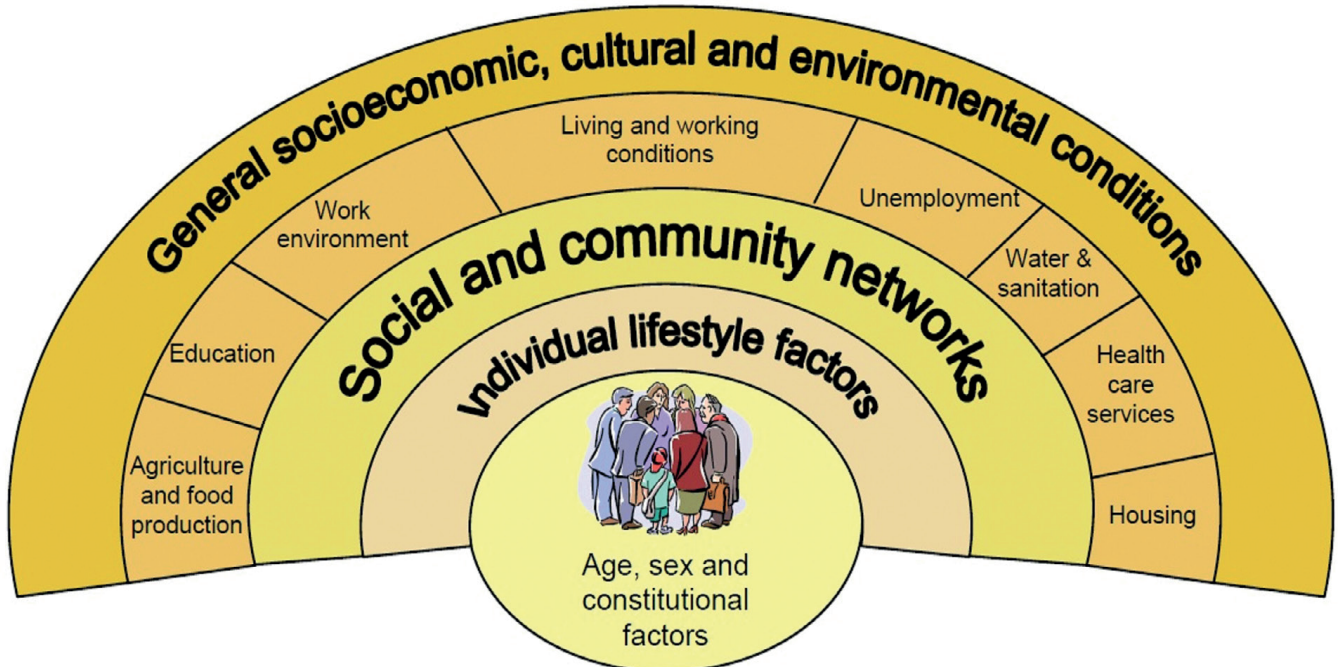 General socioeconomic, cultural and environmental conditions
Living and working
conditions
Work
environment
Unemployment
Education
Water &
sanitation
Agriculture
and food
production
Health
care
services
Housing
Social and community networks
Individual lifestyle factors
Age, sex and
constitutional
factors